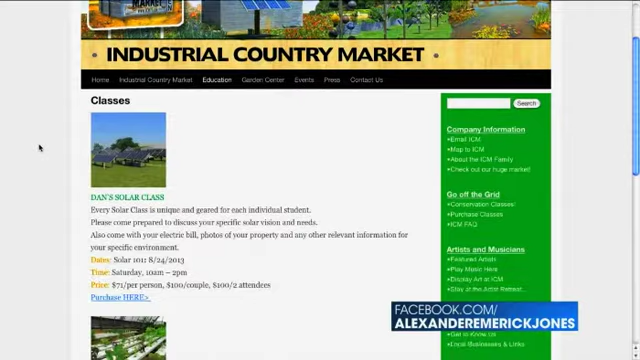 MARKET
INDUSTRIAL COUNTRY MARKET
Home Industrial Country Market Education Garden Center Events Press Contact Us
Classes
DAN'S SOLAR CLASS
Every Solar Class is unique and geared for each individual student.
Please come prepared to discuss your specific solar vision and needs.
Also come with your electric bill, photos of your property and any other relevant information for
your specific environment.
Dates: Solar 101: 8/24/2013
Time: Saturday, 10am – 2pm
Price: $71/per person, $100/couple, $100/2 attendees
Purchase HERE>
Search
Company Information
Email ICM
Map to ICM
About the ICM Family
Check out our huge market!
Go off the Grid
Conservation Classes!
Purchase Classes
ICM FAQ
Artists and Musicians
Featured Artists
Play Music Here
Display Art at ICM
Stay at the Artist Retreat
FACEBOOK.COM/
ALEXANDEREMERICKJONES
Get to Know Us
Local Businesses & Links